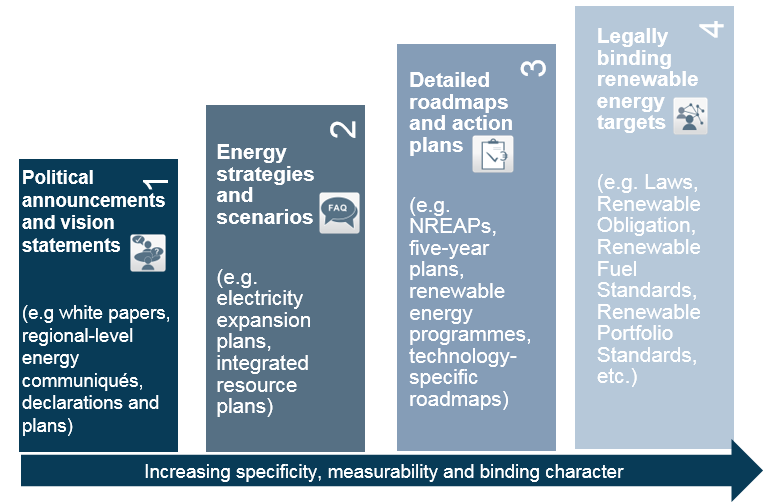 1
Political
announcements
and vision
statements
(e.g white papers,
regional-level
energy
communiqués,
declarations and
plans)
2
Energy
strategies
and
scenarios
FAQ
(e.g.
electricity
expansion
plans,
integrated
resource
plans)
3
Detailed
roadmaps
and action
plans
(e.g.
NREAPs,
five-year
plans,
renewable
energy
programmes,
technology-
specific
roadmaps)
4
Legally
binding
renewable
energy
targets
(e.g. Laws,
Renewable
Obligation,
Renewable
Fuel
Standards,
Renewable
Portfolio
Standards,
etc.)
Increasing specificity, measurability and binding character